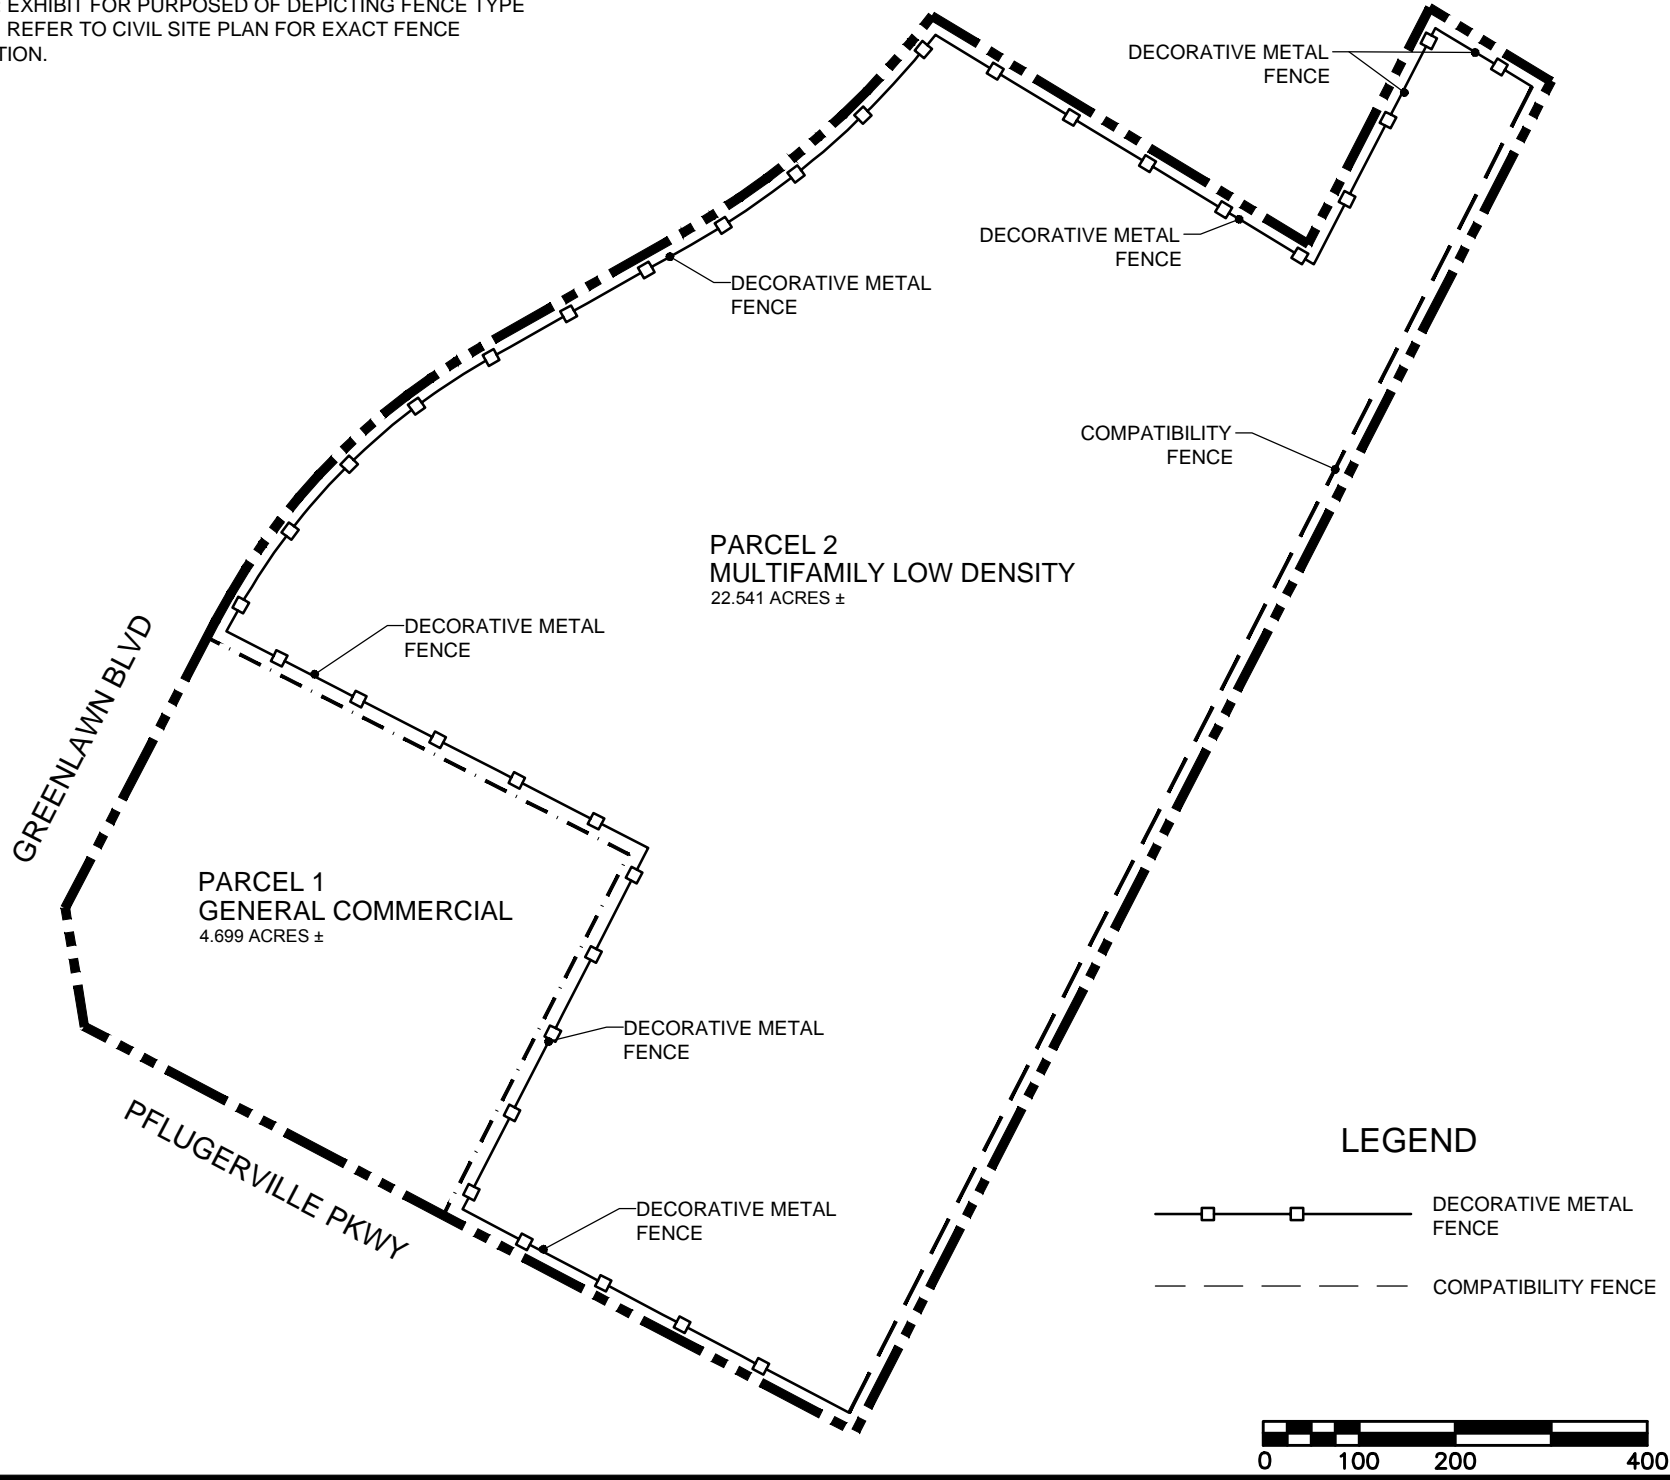 EXHIBIT FOR PURPOSED OF DEPICTING FENCE TYPE
REFER TO CIVIL SITE PLAN FOR EXACT FENCE
TION.
DECORATIVE METAL
FENCE
DECORATIVE METAL
FENCE
DECORATIVE METAL
FENCE
COMPATIBILITY
FENCE
PARCEL 2
MULTIFAMILY LOW DENSITY
22.541 ACRES ±
DECORATIVE METAL
FENCE
GREENLAWN BLVD
PARCEL 1
GENERAL COMMERCIAL
4.699 ACRES ±
DECORATIVE METAL
FENCE
PFLUGERVILLE PKWY
DECORATIVE METAL
FENCE
LEGEND
DECORATIVE METAL
FENCE
COMPATIBILITY FENCE
0 100 200 400